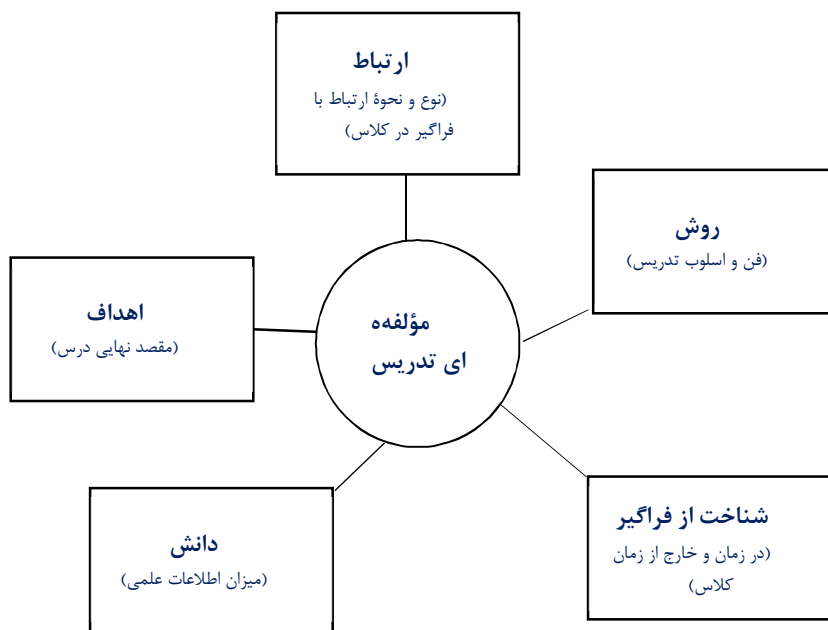 ارتباط
(نوع و نحوۀ ارتباط با
فراگیر در کلاس)
روش
(فن و اسلوب تدریس)
مؤلفه‌ه
ای تدریس
اهداف
(مقصد نهایی درس)
شناخت از فراگیر
(در زمان و خارج از زمان
کلاس)
دانش
(میزان اطلاعات علمی)